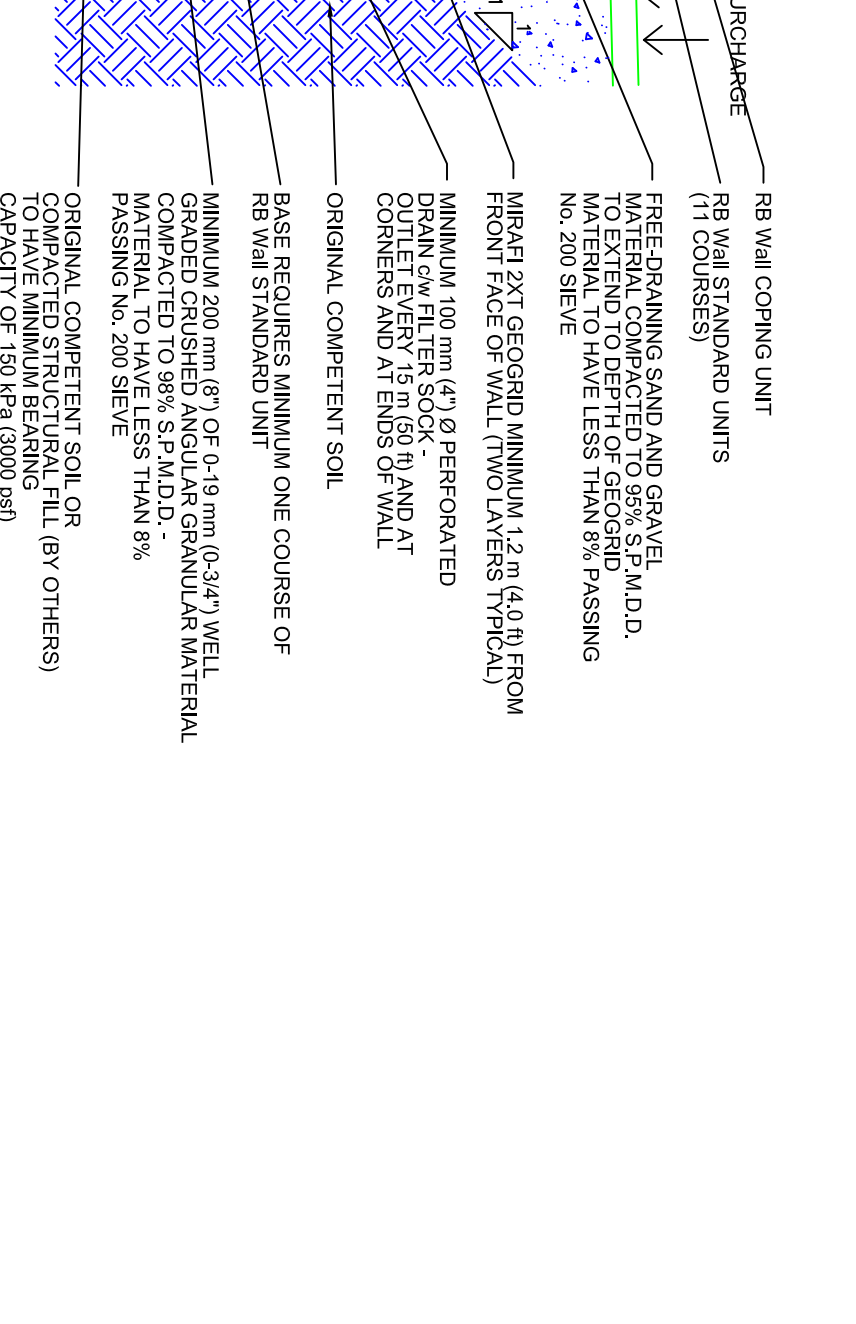 URCHARGE
1
1
RB Wall COPING UNIT
RB Wall STANDARD UNITS
(11 COURSES)
FREE-DRAINING SAND AND GRAVEL
MATERIAL COMPACTED TO 95% S.P.M.D.D.
TO EXTEND TO DEPTH OF GEOGRID
MATERIAL TO HAVE LESS THAN 8% PASSING
No. 200 SIEVE
MIRAFI 2XT GEOGRID MINIMUM 1.2 m (4.0 ft) FROM
FRONT FACE OF WALL (TWO LAYERS TYPICAL)
MINIMUM 100 mm (4") Ø PERFORATED
DRAIN c/w FILTER SOCK -
OUTLET EVERY 15 m (50 ft) AND AT
CORNERS AND AT ENDS OF WALL
ORIGINAL COMPETENT SOIL
BASE REQUIRES MINIMUM ONE COURSE OF
RB Wall STANDARD UNIT
MINIMUM 200 mm (8") OF 0-19 mm (0-3/4") WELL
GRADED CRUSHED ANGULAR GRANULAR MATERIAL
COMPACTED TO 98% S.P.M.D.D. -
MATERIAL TO HAVE LESS THAN 8%
PASSING No. 200 SIEVE
ORIGINAL COMPETENT SOIL OR
COMPACTED STRUCTURAL FILL (BY OTHERS)
TO HAVE MINIMUM BEARING
CAPACITY OF 150 kPa (3000 psf)